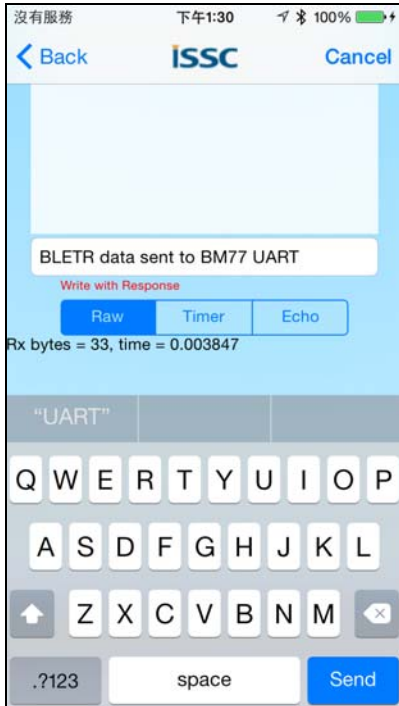 沒有服務 下午1:30 100%
Back ISSC Cancel
BLETR data sent to BM77 UART
Write with Response
Raw Timer Echo
Rx bytes = 33, time = 0.003847
“UART”
Q W E R T Y U I O P
A S D F G H J K L
Z X C V B N M
.?123 space Send